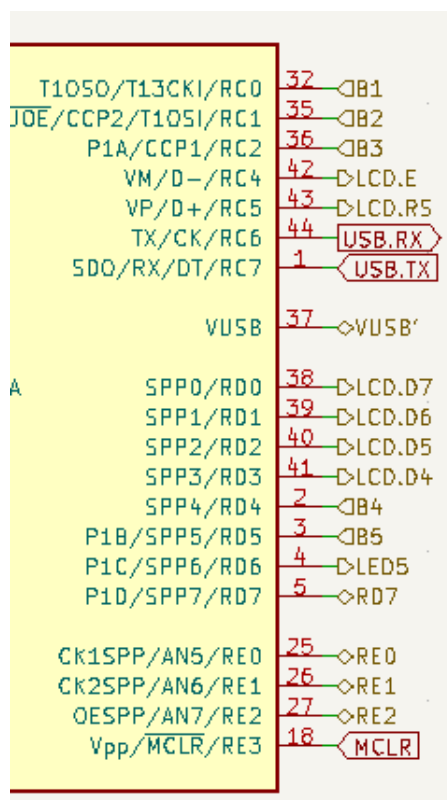 T1OSO/T13CKI/RC0 32 B1
UOE/CCP2/T1OSI/RC1 35 B2
P1A/CCP1/RC2 36 B3
VM/D-/RC4 42 LCD.E
VP/D+/RC5 43 LCD.RS
TX/CK/RC6 44 USB.RX
SDO/RX/DT/RC7 1 USB.TX
VUSB 37 VUSB'
A SPP0/RD0 38 LCD.D7
SPP1/RD1 39 LCD.D6
SPP2/RD2 40 LCD.D5
SPP3/RD3 41 LCD.D4
SPP4/RD4 2 B4
P1B/SPP5/RD5 3 B5
P1C/SPP6/RD6 4 LED5
P1D/SPP7/RD7 5 RD7
CK1SPP/AN5/RE0 25 RE0
CK2SPP/AN6/RE1 26 RE1
OESPP/AN7/RE2 27 RE2
Vpp/MCLR/RE3 18 MCLR